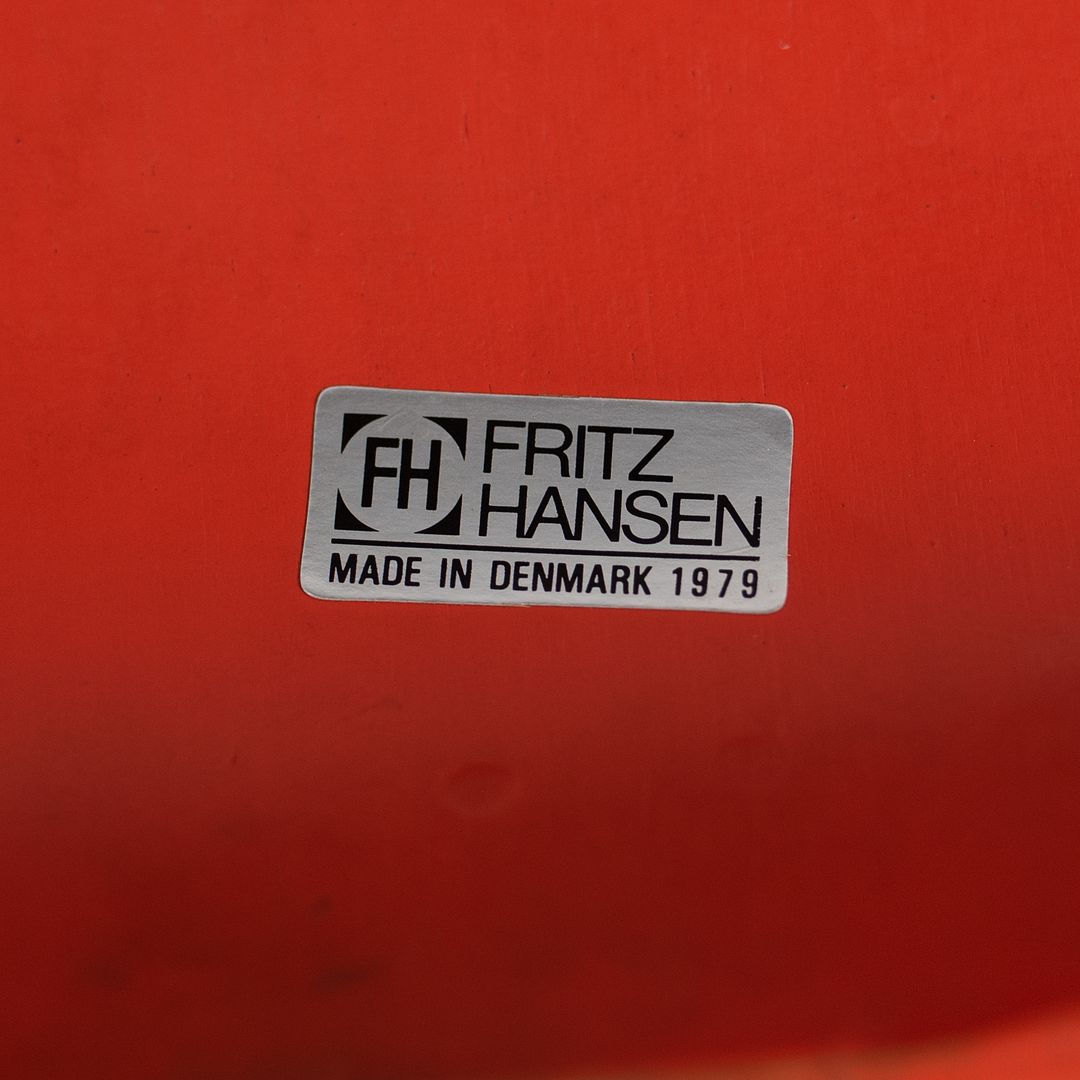 FH
FRITZ
HANSEN
MADE IN DENMARK 1979